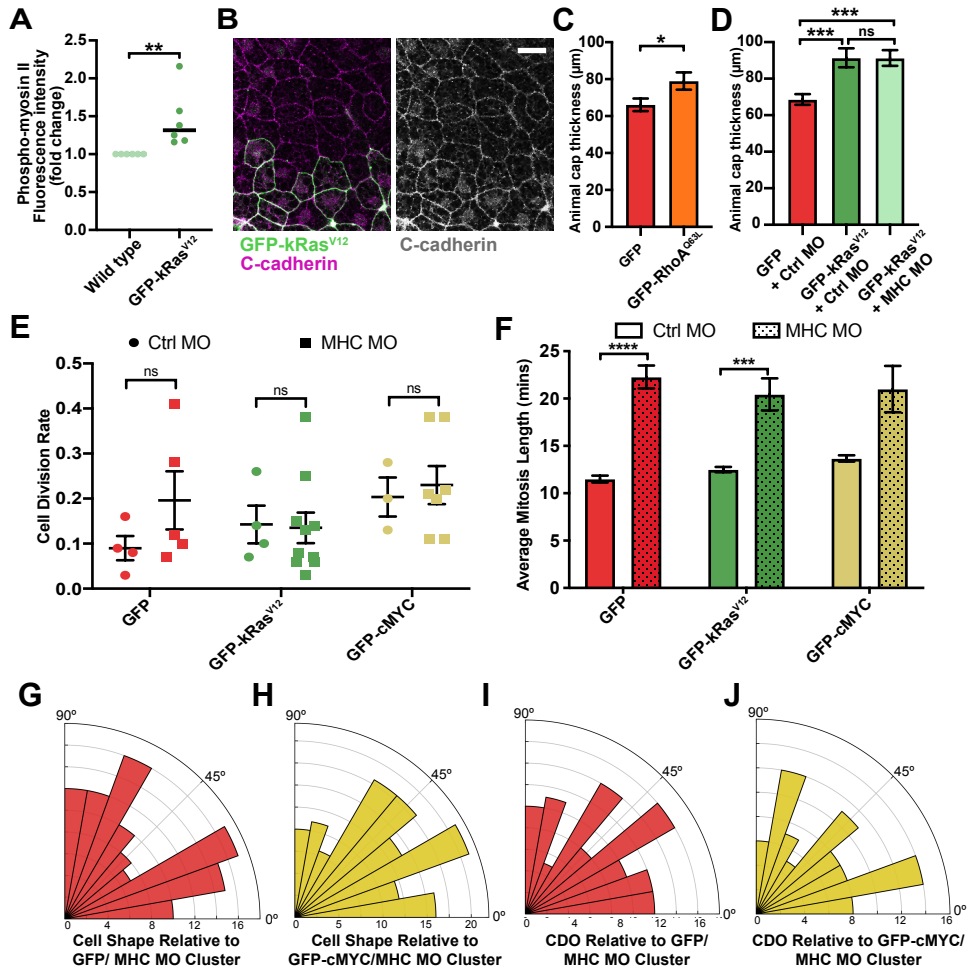 A
Phospho-myosin II
Fluorescence intensity
(fold change)
2.5
2.0
1.5
1.0
0.5
0.0
**
Wild type
GFP-kRasV12
B
GFP-kRasV12
C-cadherin
C-cadherin
C
Animal cap thickness (µm)
100
80
60
40
20
0
*
GFP
GFP-RhoAQ63L
D
Animal cap thickness (µm)
100
80
60
40
20
0
***
***
ns
GFP
+ Ctrl MO
GFP-kRasV12
+ Ctrl MO
GFP-kRasV12
+ MHC MO
E
Ctrl MO
MHC MO
Cell Division Rate
0.5
0.4
0.3
0.2
0.1
0.0
ns
ns
ns
GFP
GFP-kRasV12
GFP-cMYC
F
Ctrl MO
MHC MO
Average Mitosis Length (mins)
25
20
15
10
5
0
****
***
GFP
GFP-kRasV12
GFP-cMYC
G
90º
45º
0º
0 4 8 12 16
Cell Shape Relative to
GFP/ MHC MO Cluster
H
90º
45º
0º
0 5 10 15 20
Cell Shape Relative to
GFP-cMYC/MHC MO Cluster
I
90º
45º
0º
0 4 8 12 16
CDO Relative to GFP/
MHC MO Cluster
J
90º
45º
0º
0 4 8 12 16
CDO Relative to GFP-cMYC/
MHC MO Cluster